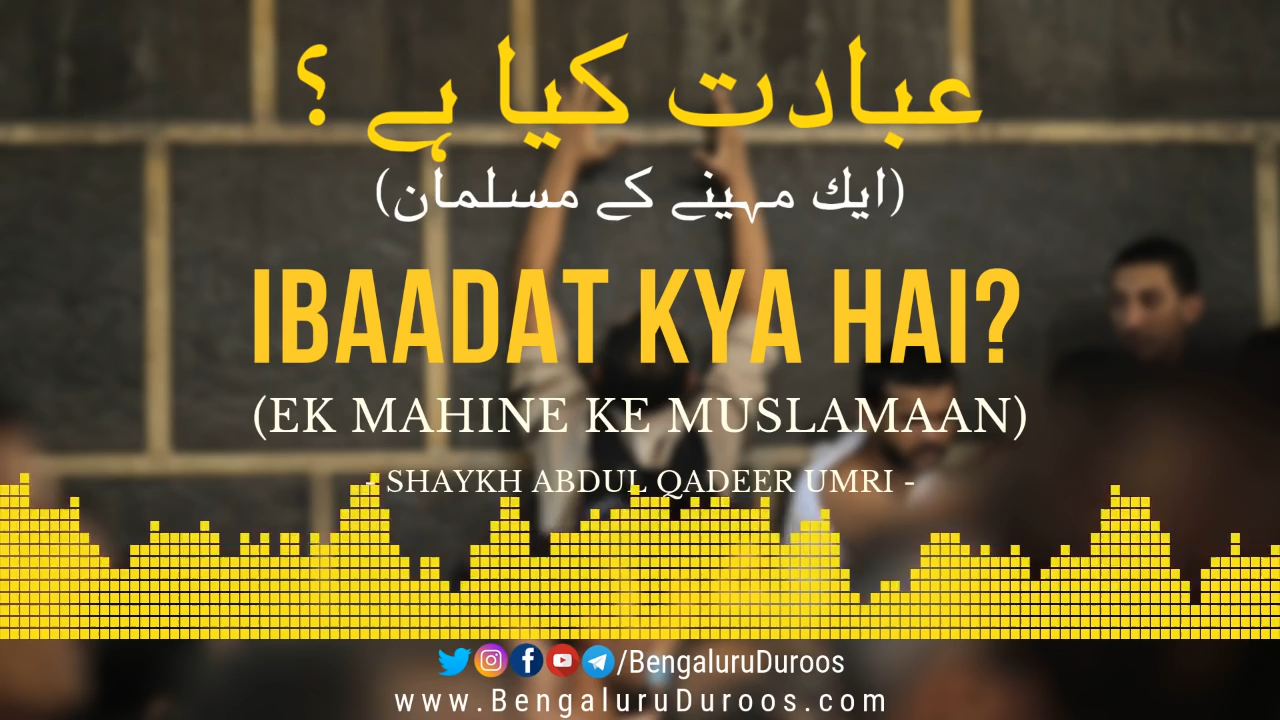 عبادت کیا ہے ؟
(ایك مہینے کے مسلمان)
IBAADAT KYA HAI?
(EK MAHINE KE MUSLAMAAN)
- SHAYKH ABDUL QADEER UMRI -
/BengaluruDuroos
www.BengaluruDuroos.com